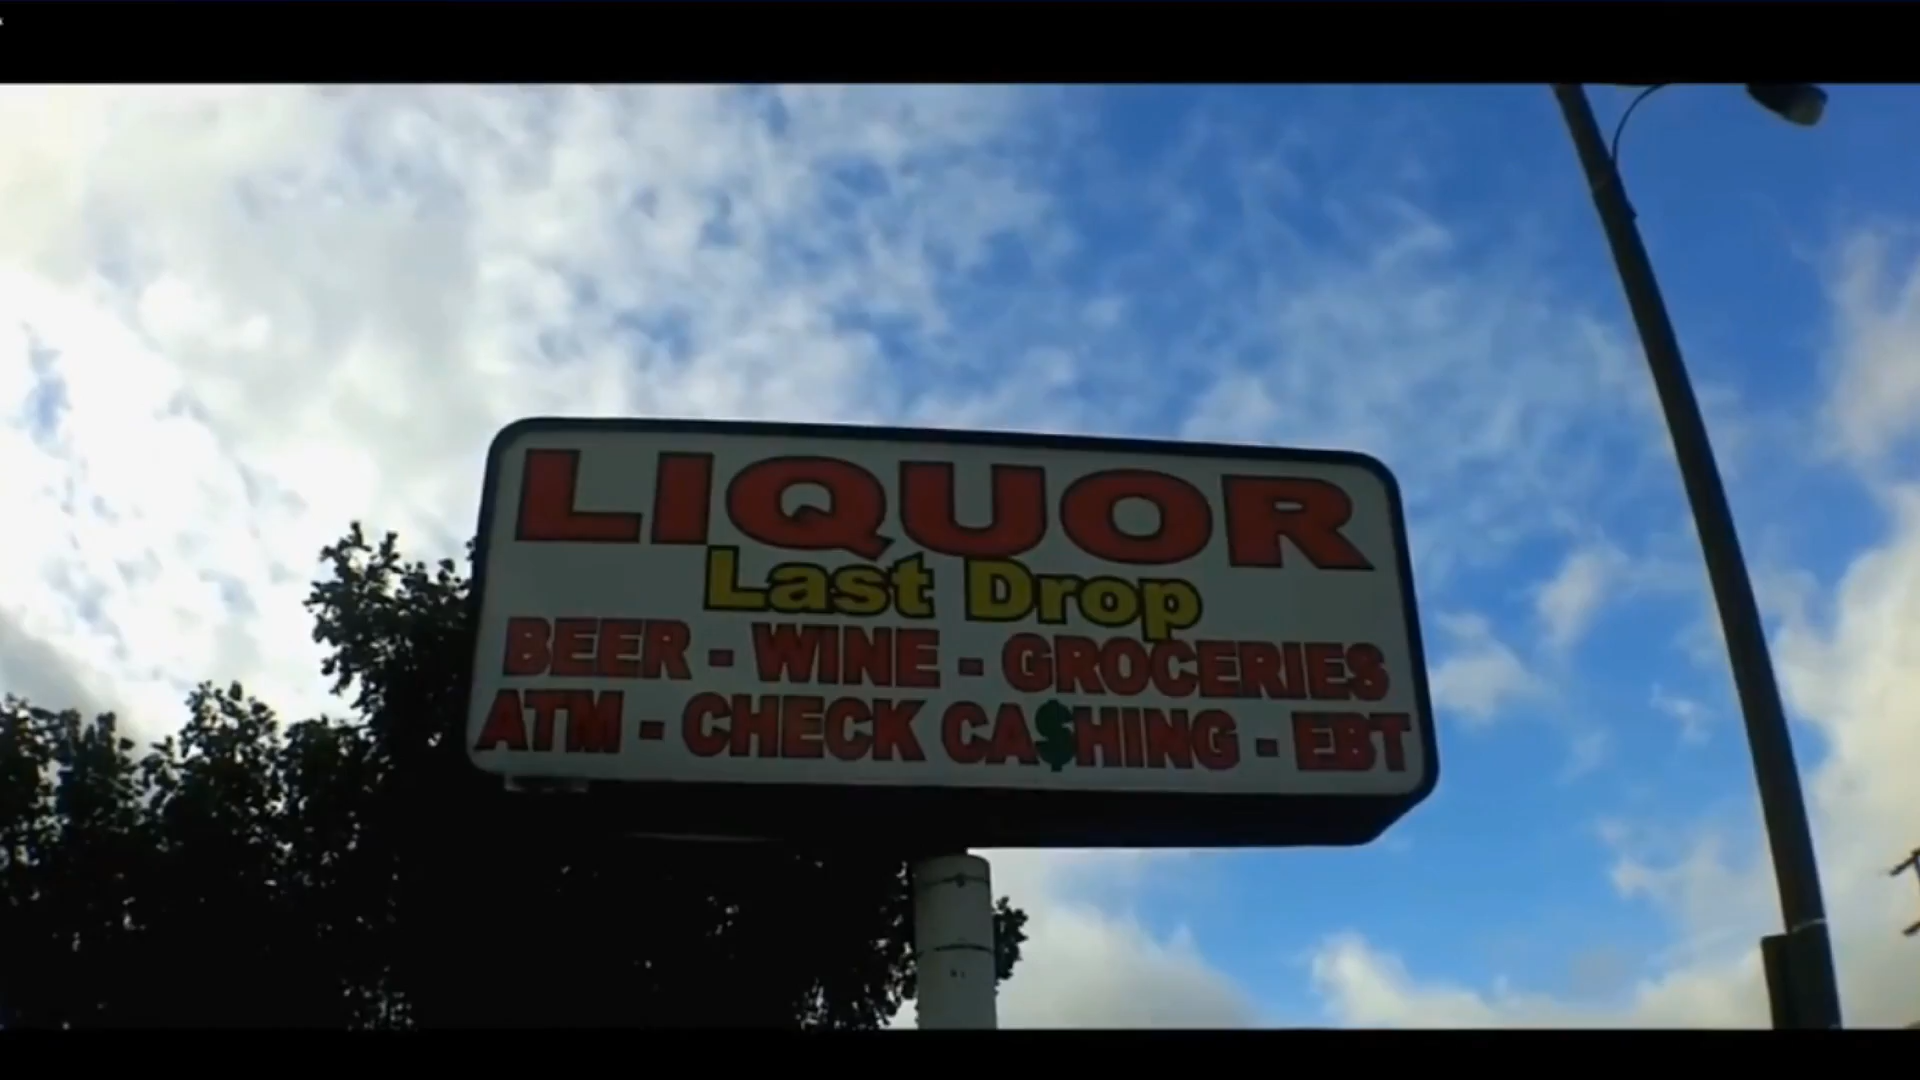 LIQUOR
Last Drop
BEER - WINE - GROCERIES
ATM - CHECK CA$HING - EBT